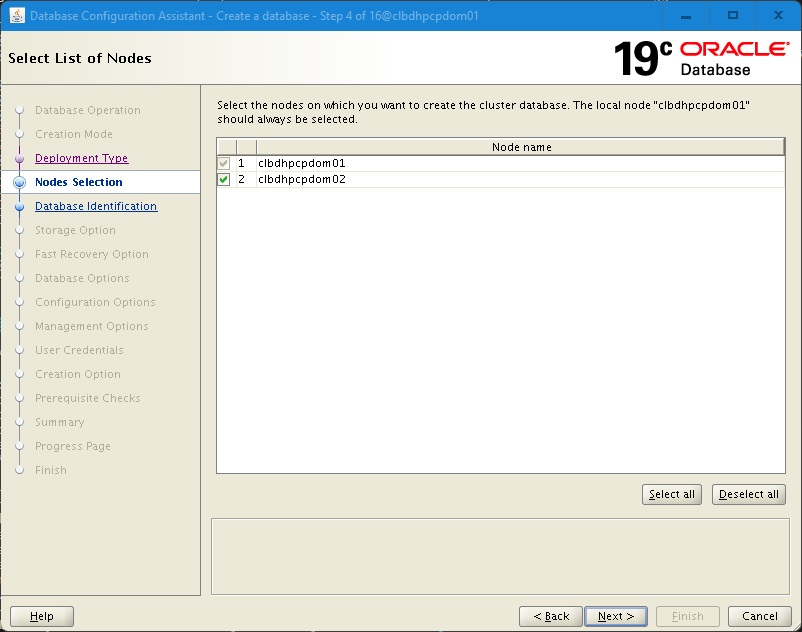 Database Configuration Assistant - Create a database - Step 4 of 16@clbdhpcpdom01
Select List of Nodes
19c ORACLE®
Database
Database Operation
Creation Mode
Deployment Type
Nodes Selection
Database Identification
Storage Option
Fast Recovery Option
Database Options
Configuration Options
Management Options
User Credentials
Creation Option
Prerequisite Checks
Summary
Progress Page
Finish
Select the nodes on which you want to create the cluster database. The local node "clbdhpcpdom01"
should always be selected.
Node name
1 clbdhpcpdom01
2 clbdhpcpdom02
Select all Deselect all
Help < Back Next > Finish Cancel